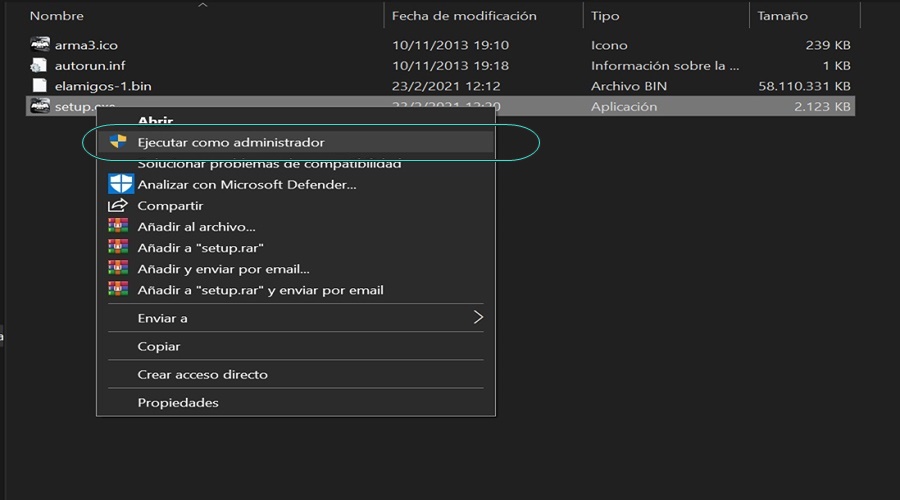 Nombre Fecha de modificación Tipo Tamaño
arma3.ico 10/11/2013 19:10 Icono 239 KB
autorun.inf 10/11/2013 19:18 Información sobre la ... 1 KB
elamigos-1.bin 23/2/2021 12:12 Archivo BIN 58.110.331 KB
setup.exe 23/2/2021 12:20 Aplicación 2.123 KB
Abrir
Ejecutar como administrador
Solucionar problemas de compatibilidad
Analizar con Microsoft Defender...
Compartir
Añadir al archivo...
Añadir a "setup.rar"
Añadir y enviar por email...
Añadir a "setup.rar" y enviar por email
Enviar a
Copiar
Crear acceso directo
Propiedades